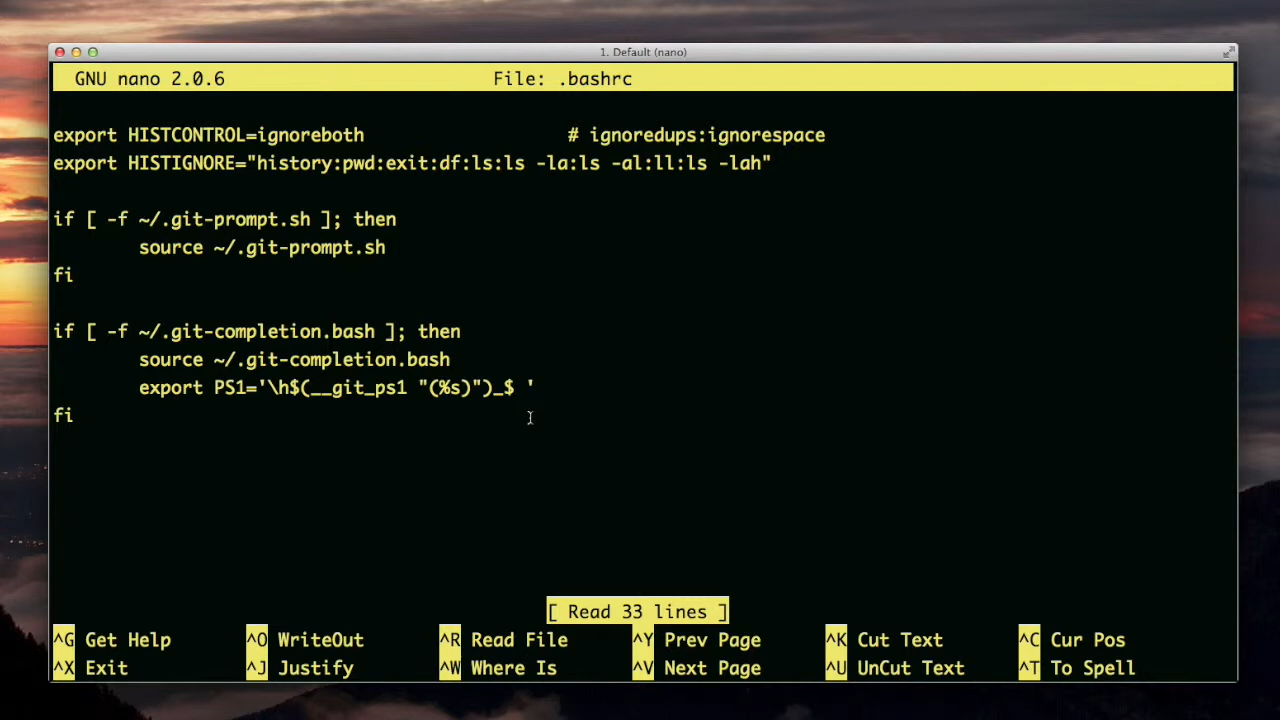 1. Default (nano)
GNU nano 2.0.6 File: .bashrc
export HISTCONTROL=ignoreboth # ignoredups:ignorespace
export HISTIGNORE="history:pwd:exit:df:ls:ls -la:ls -al:ll:ls -lah"
if [ -f ~/.git-prompt.sh ]; then
source ~/.git-prompt.sh
fi
if [ -f ~/.git-completion.bash ]; then
source ~/.git-completion.bash
export PS1='\h$(__git_ps1 "(%s)")_$ '
fi
[ Read 33 lines ]
^G Get Help ^O WriteOut ^R Read File ^Y Prev Page ^K Cut Text ^C Cur Pos
^X Exit ^J Justify ^W Where Is ^V Next Page ^U UnCut Text ^T To Spell